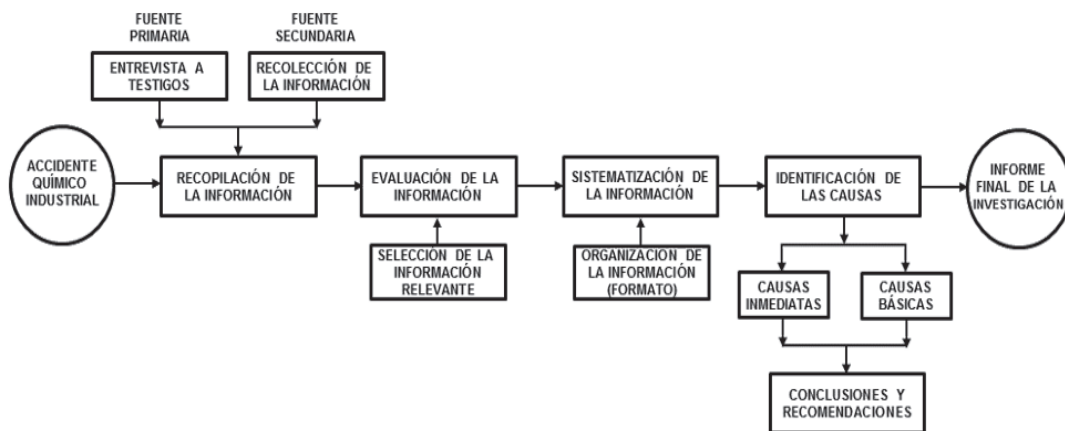 FUENTE
PRIMARIA
FUENTE
SECUNDARIA
ENTREVISTA A
TESTIGOS
RECOLECCIÓN DE
LA INFORMACIÓN
ACCIDENTE
QUÍMICO
INDUSTRIAL
RECOPILACIÓN DE
LA INFORMACIÓN
EVALUACIÓN DE LA
INFORMACIÓN
SISTEMATIZACIÓN DE
LA INFORMACIÓN
IDENTIFICACIÓN DE
LAS CAUSAS
INFORME
FINAL DE LA
INVESTIGACIÓN
SELECCIÓN DE LA
INFORMACIÓN
RELEVANTE
ORGANIZACION DE
LA INFORMACIÓN
(FORMATO)
CAUSAS
INMEDIATAS
CAUSAS
BÁSICAS
CONCLUSIONES Y
RECOMENDACIONES